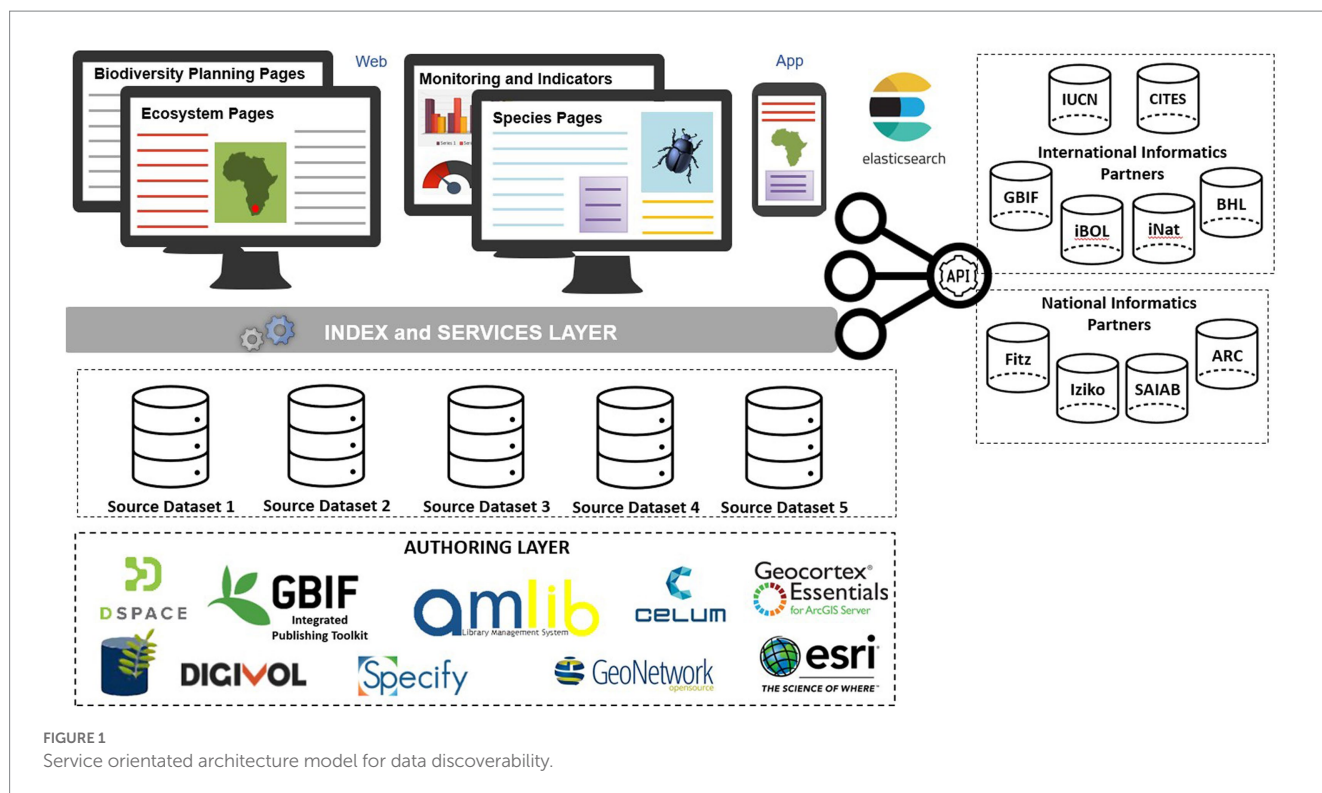 Biodiversity Planning Pages
Ecosystem Pages
Web
Monitoring and Indicators
Species Pages
App
elasticsearch
IUCN
CITES
International Informatics
Partners
GBIF
BHL
iBOL
iNat
API
National Informatics
Partners
Fitz
ARC
Iziko
SAIAB
INDEX and SERVICES LAYER
Source Dataset 1
Source Dataset 2
Source Dataset 3
Source Dataset 4
Source Dataset 5
AUTHORING LAYER
DSPACE
GBIF
Integrated
Publishing Toolkit
amlib
Library Management System
CELUM
Geocortex®
Essentials
for ArcGIS Server
DIGIVOL
Specify
GeoNetwork
opensource
esri
THE SCIENCE OF WHERE™
FIGURE 1
Service orientated architecture model for data discoverability.